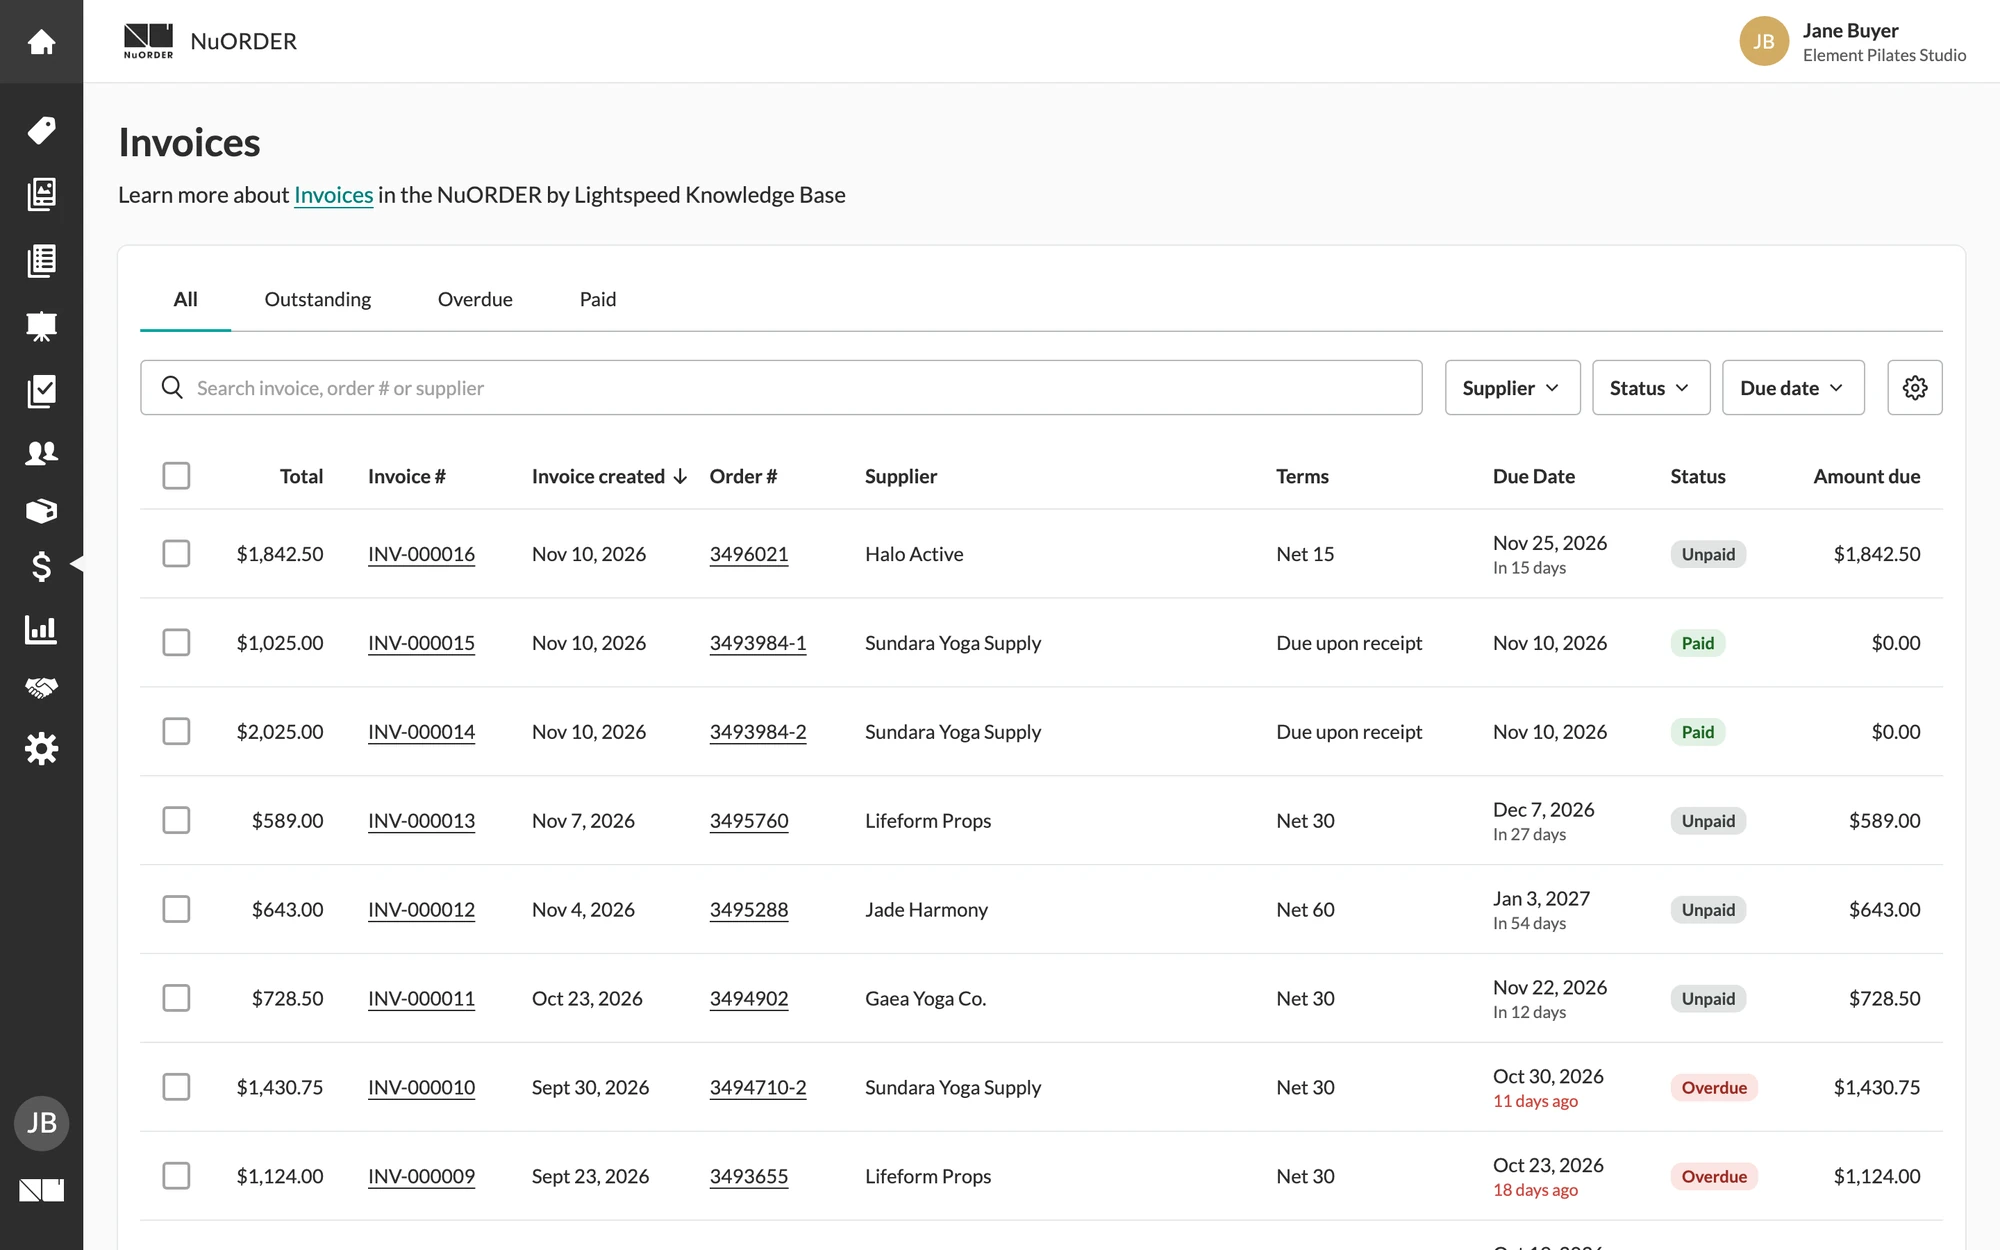 NuORDER
NuORDER
JB
Jane Buyer
Element Pilates Studio
Invoices
Learn more about Invoices in the NuORDER by Lightspeed Knowledge Base
All Outstanding Overdue Paid
Search invoice, order # or supplier
Supplier
Status
Due date
Total Invoice # Invoice created Order # Supplier Terms Due Date Status Amount due
$1,842.50 INV-000016 Nov 10, 2026 3496021 Halo Active Net 15 Nov 25, 2026 Unpaid $1,842.50
In 15 days
$1,025.00 INV-000015 Nov 10, 2026 3493984-1 Sundara Yoga Supply Due upon receipt Nov 10, 2026 Paid $0.00
$2,025.00 INV-000014 Nov 10, 2026 3493984-2 Sundara Yoga Supply Due upon receipt Nov 10, 2026 Paid $0.00
$589.00 INV-000013 Nov 7, 2026 3495760 Lifeform Props Net 30 Dec 7, 2026 Unpaid $589.00
In 27 days
$643.00 INV-000012 Nov 4, 2026 3495288 Jade Harmony Net 60 Jan 3, 2027 Unpaid $643.00
In 54 days
$728.50 INV-000011 Oct 23, 2026 3494902 Gaea Yoga Co. Net 30 Nov 22, 2026 Unpaid $728.50
In 12 days
$1,430.75 INV-000010 Sept 30, 2026 3494710-2 Sundara Yoga Supply Net 30 Oct 30, 2026 Overdue $1,430.75
11 days ago
$1,124.00 INV-000009 Sept 23, 2026 3493655 Lifeform Props Net 30 Oct 23, 2026 Overdue $1,124.00
18 days ago
JB